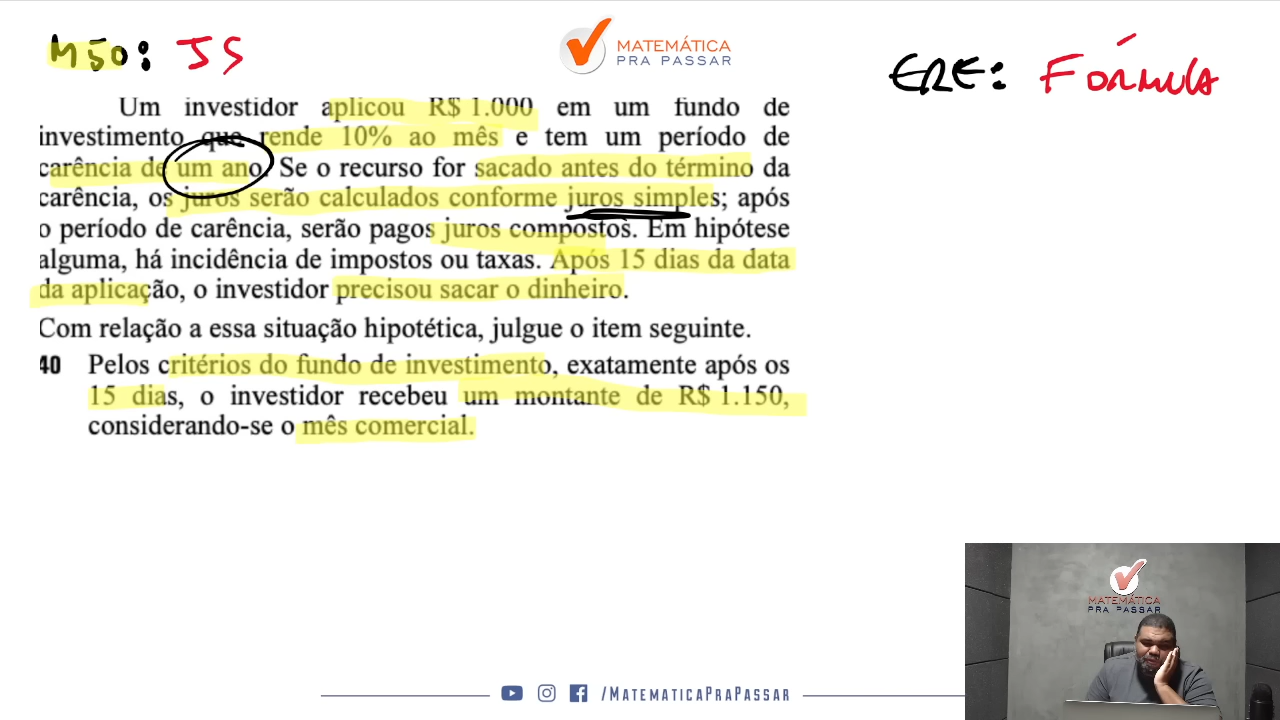 M50: JS
MATEMÁTICA
PRA PASSAR
ERE: FÓRMULA
Um investidor aplicou R$ 1.000 em um fundo de
investimento que rende 10% ao mês e tem um período de
carência de um ano. Se o recurso for sacado antes do término da
carência, os juros serão calculados conforme juros simples; após
o período de carência, serão pagos juros compostos. Em hipótese
alguma, há incidência de impostos ou taxas. Após 15 dias da data
da aplicação, o investidor precisou sacar o dinheiro.
Com relação a essa situação hipotética, julgue o item seguinte.
40 Pelos critérios do fundo de investimento, exatamente após os
15 dias, o investidor recebeu um montante de R$ 1.150,
considerando-se o mês comercial.
MATEMÁTICA
PRA PASSAR
/MATEMATICAPRAPASSAR